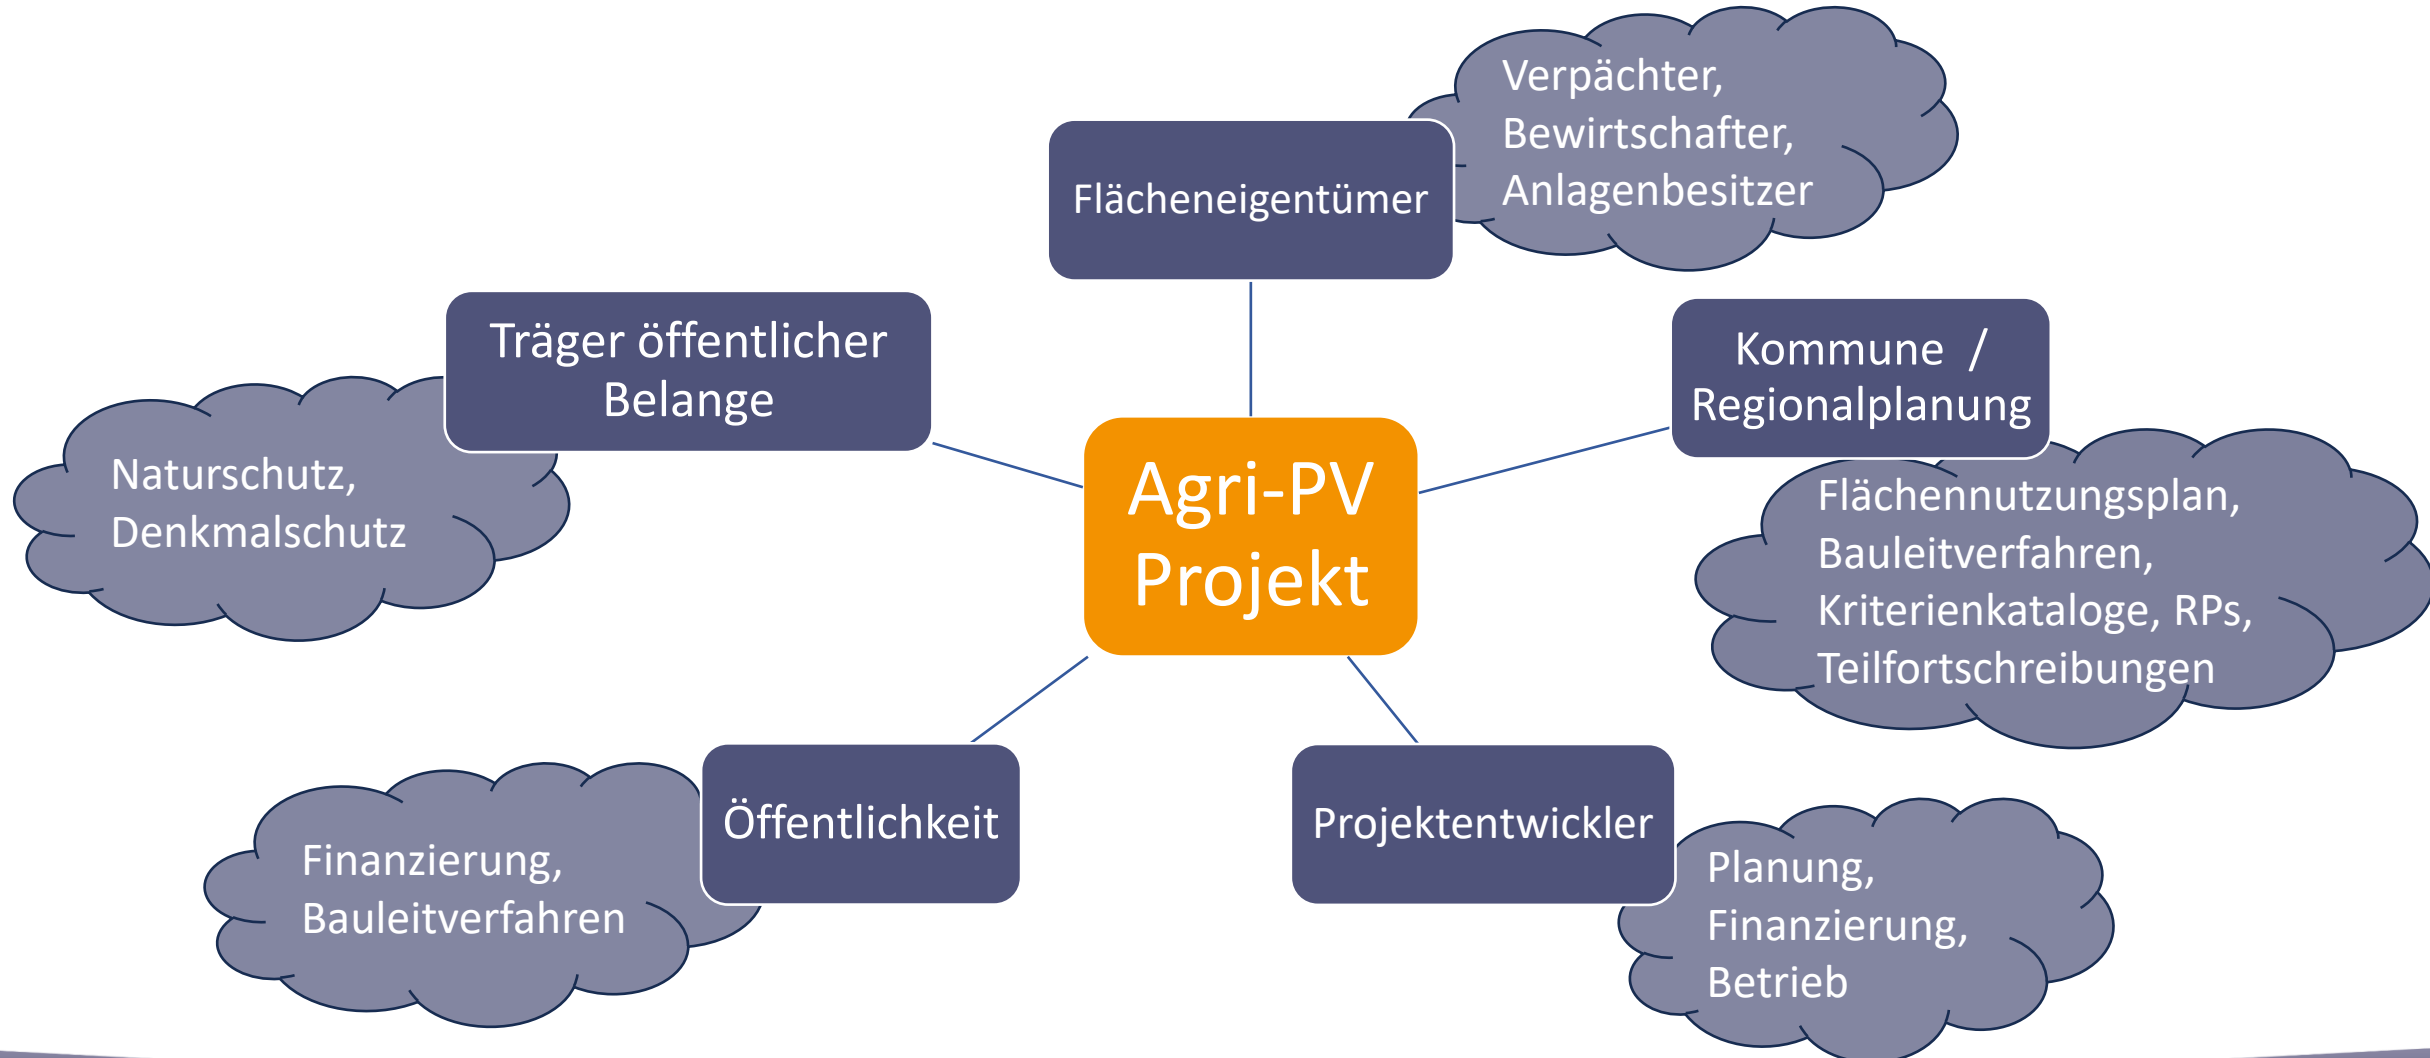 Verpächter,
Bewirtschafter,
Anlagenbesitzer
Flächeneigentümer
Träger öffentlicher
Belange
Kommune /
Regionalplanung
Naturschutz,
Denkmalschutz
Agri-PV
Projekt
Flächennutzungsplan,
Bauleitverfahren,
Kriterienkataloge, RPs,
Teilfortschreibungen
Öffentlichkeit
Finanzierung,
Bauleitverfahren
Projektentwickler
Planung,
Finanzierung,
Betrieb